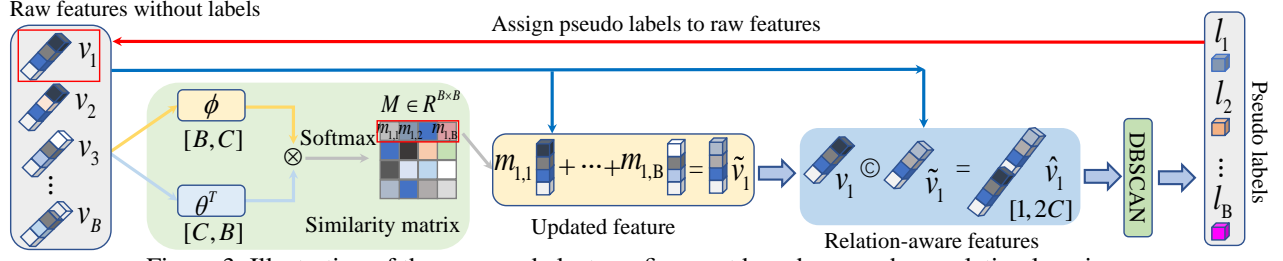 Raw features without labels
Assign pseudo labels to raw features
v1
v2
v3
⋮
vB
ϕ
[B, C]
θ^T
[C, B]
⊗
Softmax
M ∈ R^{B×B}
m1,1 m1,2 m1,B
Similarity matrix
m1,1 + ··· + m1,B = ṽ1
Updated feature
v1 © ṽ1 = v̂1
[1, 2C]
Relation-aware features
DBSCAN
l1
l2
⋮
lB
Pseudo labels